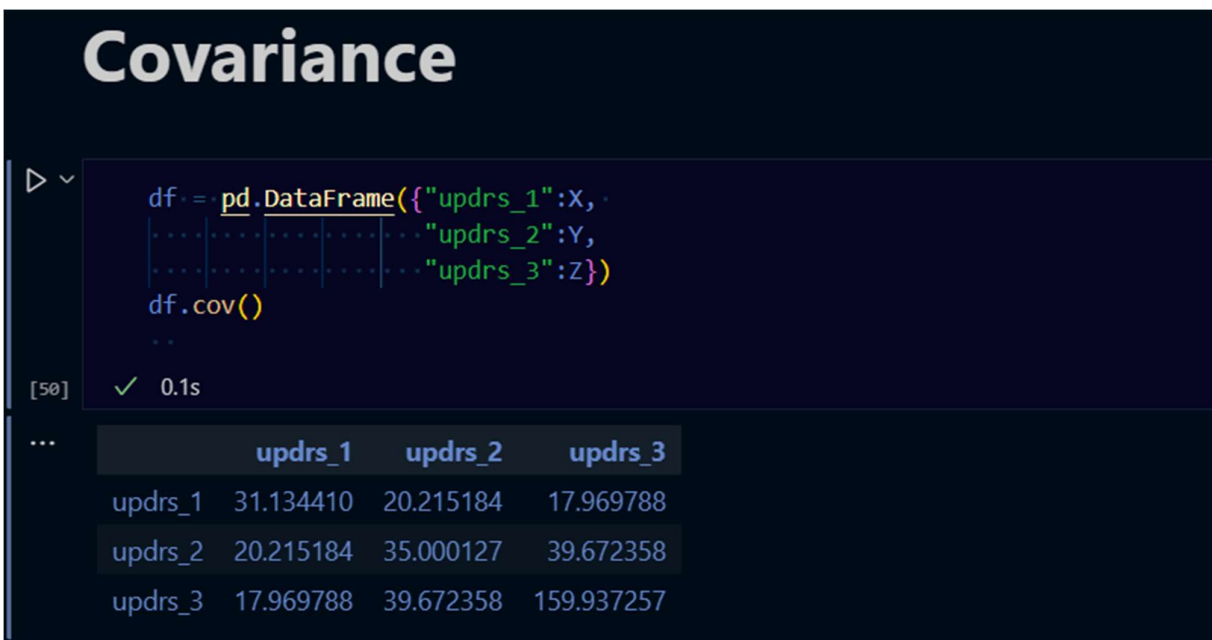 Covariance
df = pd.DataFrame({"updrs_1":X,
"updrs_2":Y,
"updrs_3":Z})
df.cov()
[50] ✓ 0.1s
...
updrs_1 updrs_2 updrs_3
updrs_1 31.134410 20.215184 17.969788
updrs_2 20.215184 35.000127 39.672358
updrs_3 17.969788 39.672358 159.937257